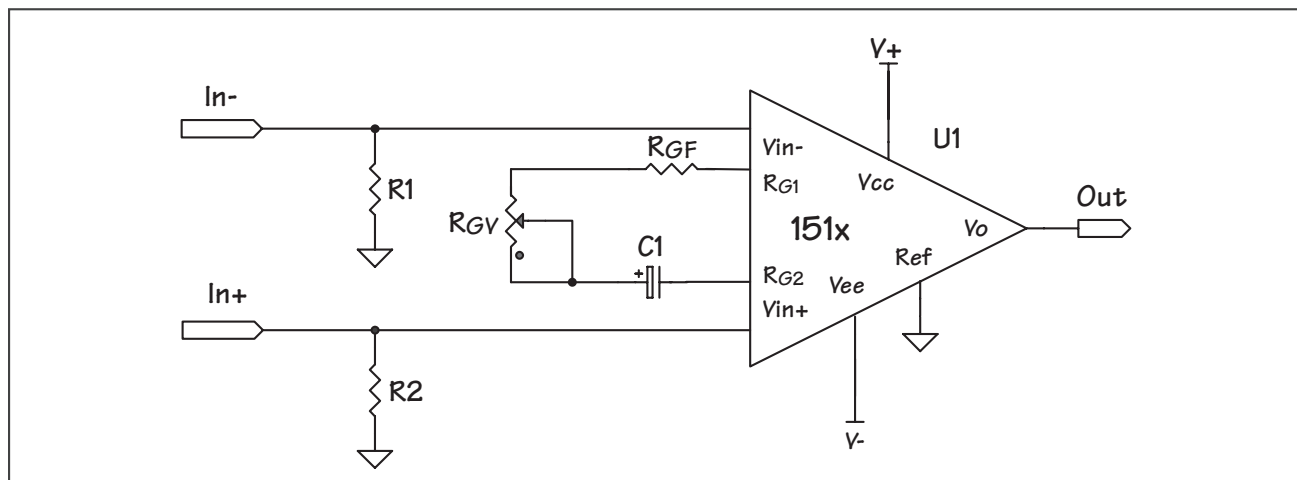 V+
In-
U1
RGF
Vin-
RG1
Vcc
R1
Out
RGV
151x
Vo
C1
Ref
+
RG2
Vee
In+
Vin+
R2
V-